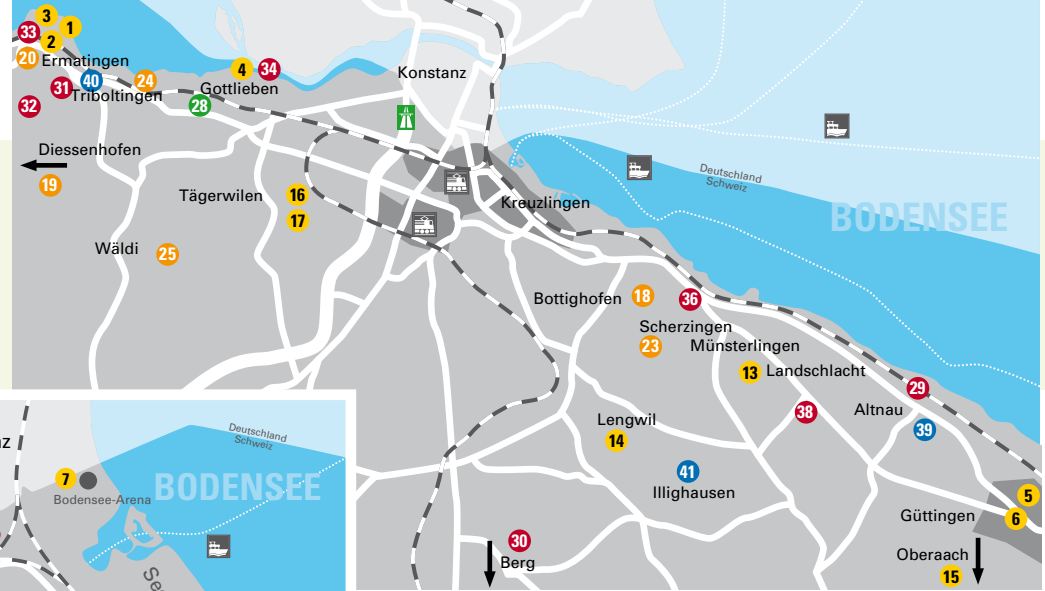 3
33
1
2
20
Ermatingen
4
34
Konstanz
31
40
24
Gottlieben
Triboltingen
32
28
Diessenhofen
19
Deutschland
Schweiz
Tägerwilen
16
17
Kreuzlingen
BODENSEE
Wäldi
25
Bottighofen
18
36
Scherzingen
23
Münsterlingen
13
Landschlacht
29
Altnau
38
39
Lengwil
14
41
Illighausen
5
Güttingen
6
Oberaach
15
30
Berg
nz
Deutschland
Schweiz
7
BODENSEE
Bodensee-Arena
See